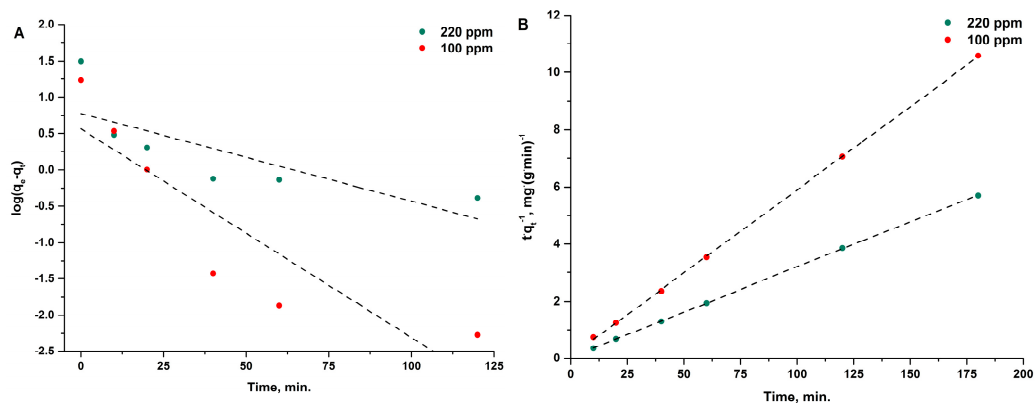 A
220 ppm
100 ppm
log(qe-qt)
2.0
1.5
1.0
0.5
0.0
-0.5
-1.0
-1.5
-2.0
-2.5
0 25 50 75 100 125
Time, min.
B
220 ppm
100 ppm
t·qt-1, mg·(g·min)-1
12
10
8
6
4
2
0
0 25 50 75 100 125 150 175 200
Time, min.